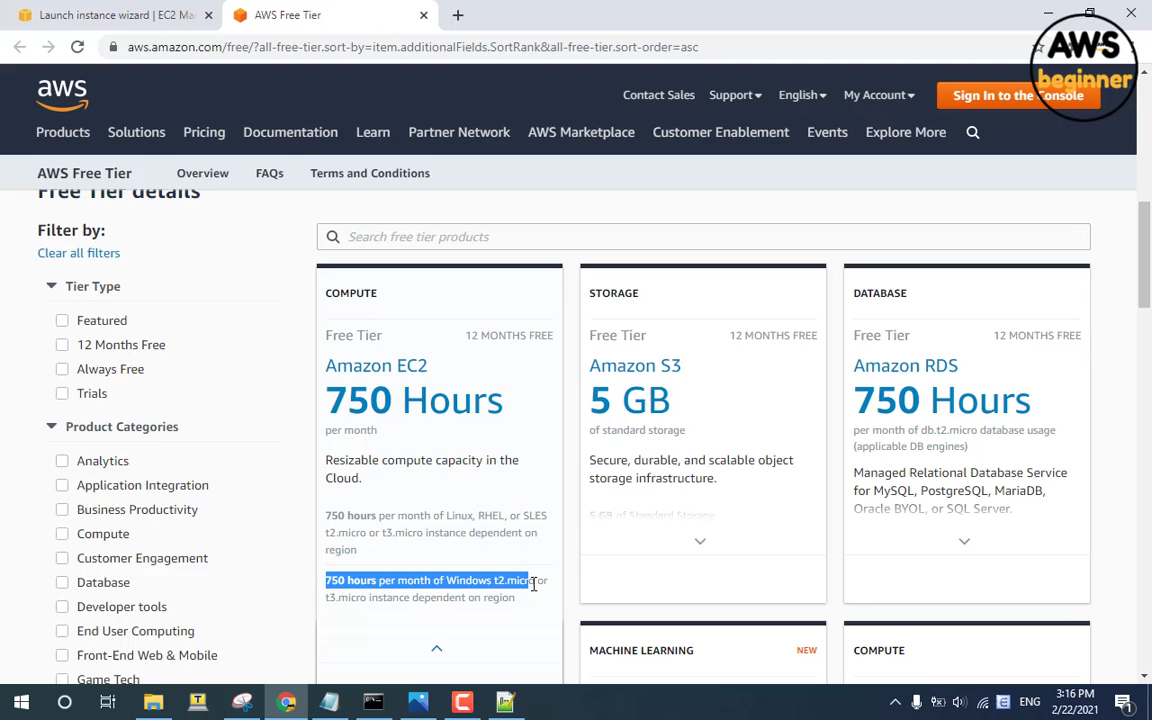 Launch instance wizard | EC2 Ma
AWS Free Tier
aws.amazon.com/free/?all-free-tier.sort-by=item.additionalFields.SortRank&all-free-tier.sort-order=asc
AWS
beginner
aws
Contact Sales Support English My Account Sign In to the Console
Products Solutions Pricing Documentation Learn Partner Network AWS Marketplace Customer Enablement Events Explore More
AWS Free Tier Overview FAQs Terms and Conditions
Free Tier details
Filter by:
Clear all filters
Tier Type
Featured
12 Months Free
Always Free
Trials
Product Categories
Analytics
Application Integration
Business Productivity
Compute
Customer Engagement
Database
Developer tools
End User Computing
Front-End Web & Mobile
Game Tech
Search free tier products
COMPUTE
Free Tier 12 MONTHS FREE
Amazon EC2
750 Hours
per month
Resizable compute capacity in the
Cloud.
750 hours per month of Linux, RHEL, or SLES
t2.micro or t3.micro instance dependent on
region
750 hours per month of Windows t2.micro or
t3.micro instance dependent on region
STORAGE
Free Tier 12 MONTHS FREE
Amazon S3
5 GB
of standard storage
Secure, durable, and scalable object
storage infrastructure.
5 GB of Standard Storage
DATABASE
Free Tier 12 MONTHS FREE
Amazon RDS
750 Hours
per month of db.t2.micro database usage
(applicable DB engines)
Managed Relational Database Service
for MySQL, PostgreSQL, MariaDB,
Oracle BYOL, or SQL Server.
MACHINE LEARNING NEW
COMPUTE
ENG
3:16 PM
2/22/2021